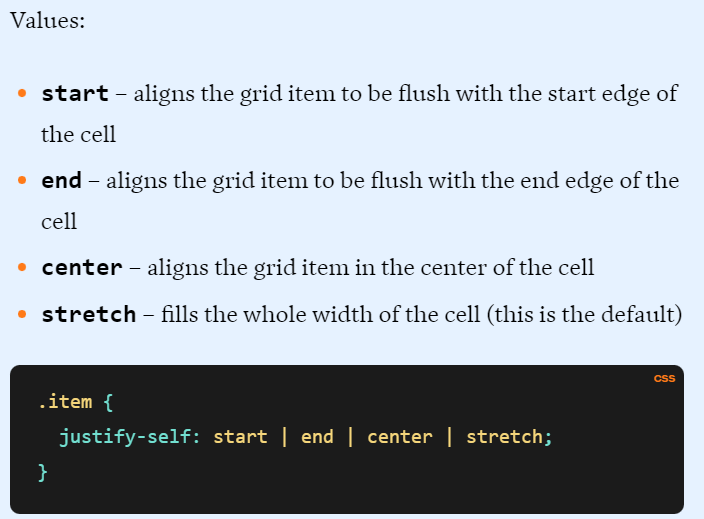 Values:
start – aligns the grid item to be flush with the start edge of
the cell
end – aligns the grid item to be flush with the end edge of the
cell
center – aligns the grid item in the center of the cell
stretch – fills the whole width of the cell (this is the default)
CSS
.item {
  justify-self: start | end | center | stretch;
}